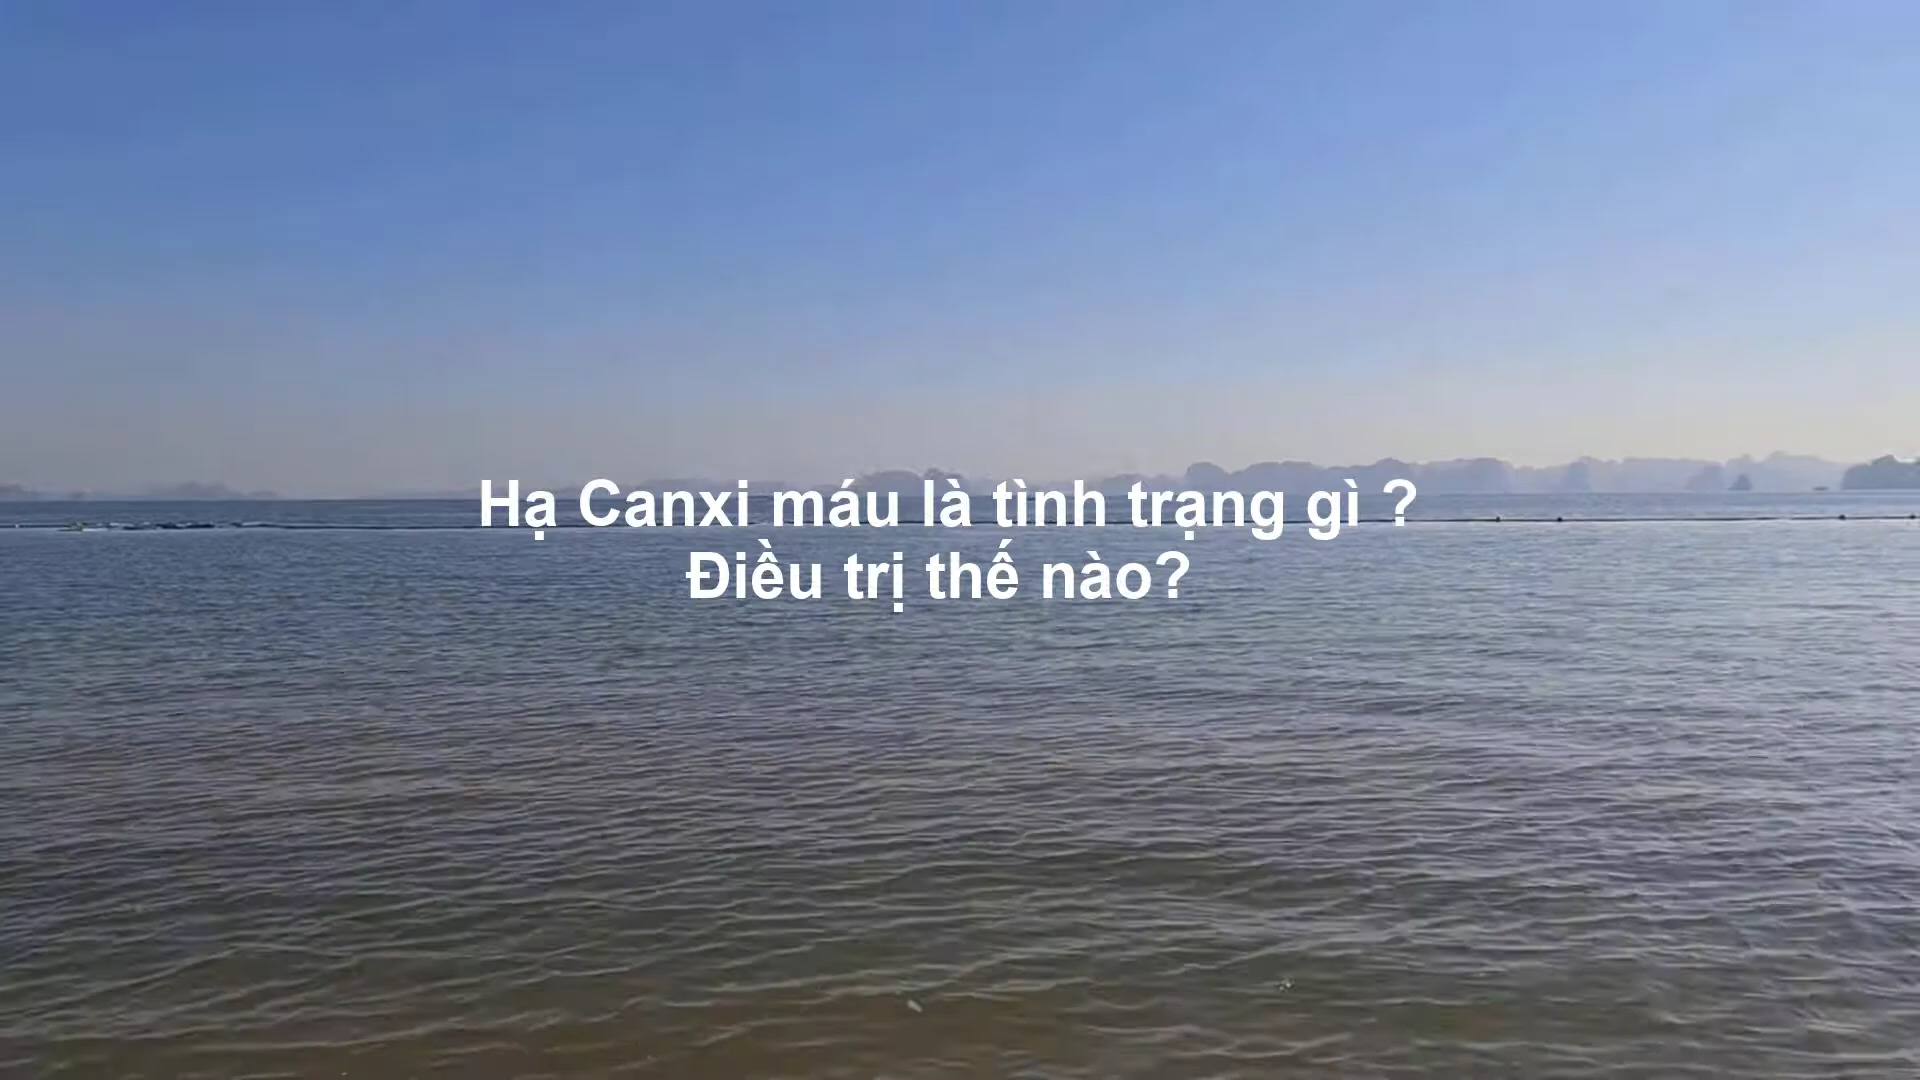 Hạ Canxi máu là tình trạng gì ?
Điều trị thế nào?